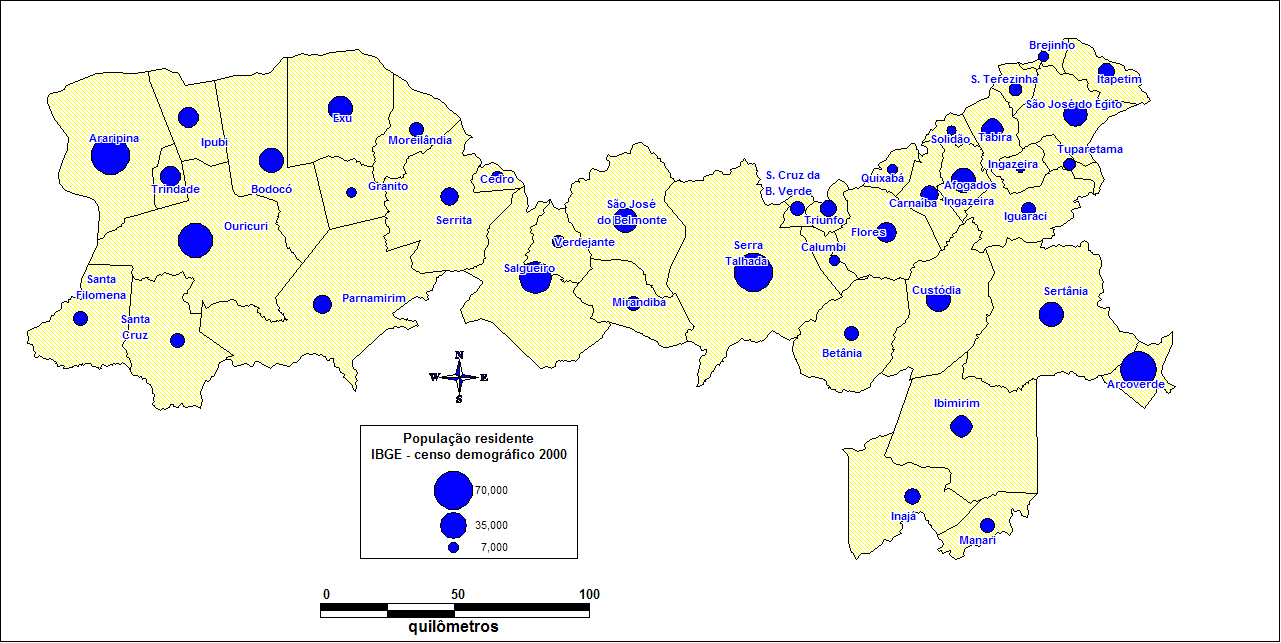 Brejinho
S. Terezinha
Itapetim
São José do Egito
Araripina
Ipubi
Exu
Moreilândia
Solidão
Tabira
Tuparetama
Ingazeira
S. Cruz da
B. Verde
Quixabá
Cedro
Trindade
Bodocó
Granito
Afogados
Ingazeira
Carnaiba
São José
do Belmonte
Serrita
Triunfo
Iguaraci
Ouricuri
Flores
Verdejante
Serra
Talhada
Calumbi
Salgueiro
Santa
Filomena
Parnamirim
Mirandiba
Custódia
Sertânia
Santa
Cruz
Betânia
N
W E
S
Arcoverde
Ibimirim
População residente
IBGE - censo demográfico 2000
70,000
35,000
7,000
Inajá
Manari
0 50 100
quilômetros